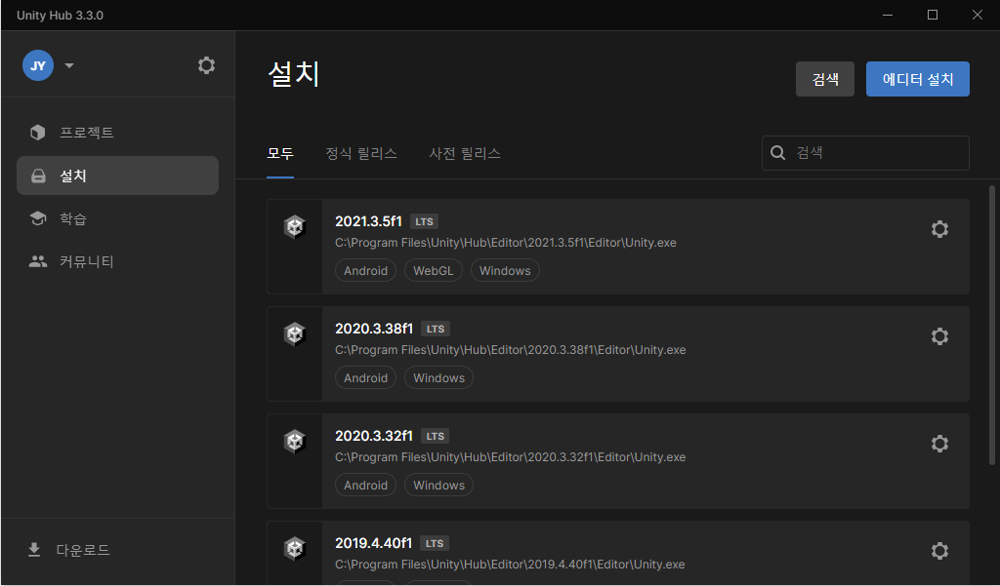 Unity Hub 3.3.0
JY
프로젝트
설치
학습
커뮤니티
다운로드
설치
검색
에디터 설치
모두
정식 릴리스
사전 릴리스
검색
2021.3.5f1 LTS
C:\Program Files\Unity\Hub\Editor\2021.3.5f1\Editor\Unity.exe
Android WebGL Windows
2020.3.38f1 LTS
C:\Program Files\Unity\Hub\Editor\2020.3.38f1\Editor\Unity.exe
Android Windows
2020.3.32f1 LTS
C:\Program Files\Unity\Hub\Editor\2020.3.32f1\Editor\Unity.exe
Android Windows
2019.4.40f1 LTS
C:\Program Files\Unity\Hub\Editor\2019.4.40f1\Editor\Unity.exe